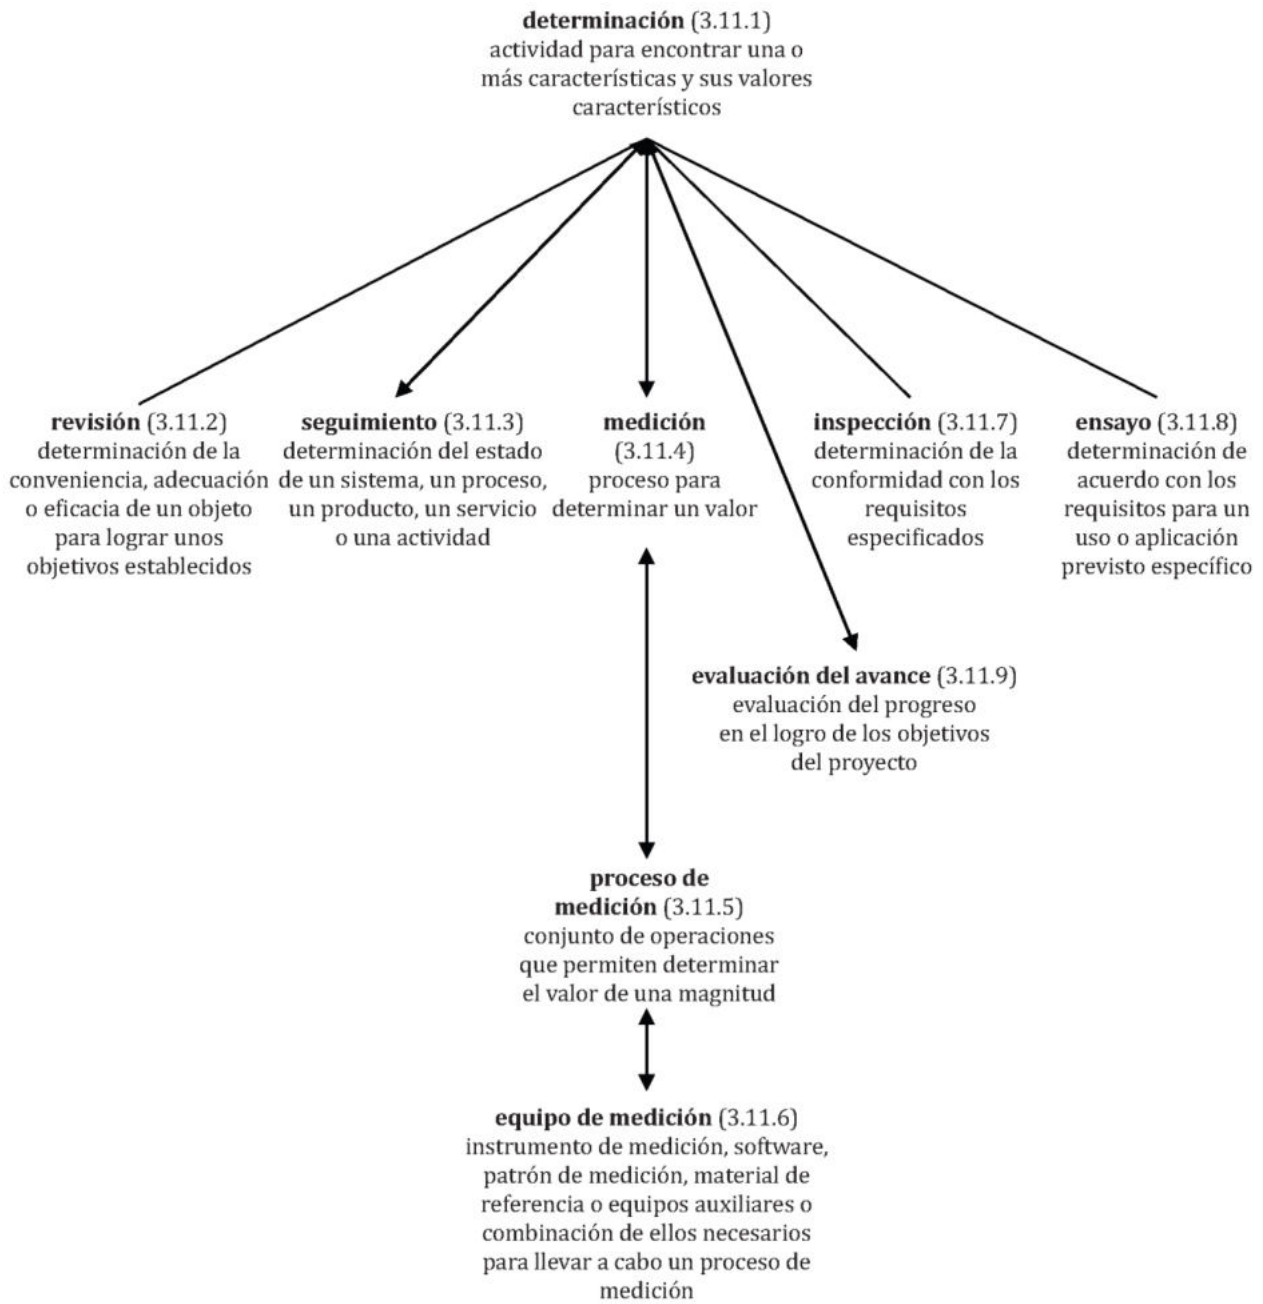 determinación (3.11.1)
actividad para encontrar una o
más características y sus valores
característicos
revisión (3.11.2)
determinación de la
conveniencia, adecuación
o eficacia de un objeto
para lograr unos
objetivos establecidos
seguimiento (3.11.3)
determinación del estado
de un sistema, un proceso,
un producto, un servicio
o una actividad
medición
(3.11.4)
proceso para
determinar un valor
inspección (3.11.7)
determinación de la
conformidad con los
requisitos
especificados
ensayo (3.11.8)
determinación de
acuerdo con los
requisitos para un
uso o aplicación
previsto específico
evaluación del avance (3.11.9)
evaluación del progreso
en el logro de los objetivos
del proyecto
proceso de
medición (3.11.5)
conjunto de operaciones
que permiten determinar
el valor de una magnitud
equipo de medición (3.11.6)
instrumento de medición, software,
patrón de medición, material de
referencia o equipos auxiliares o
combinación de ellos necesarios
para llevar a cabo un proceso de
medición